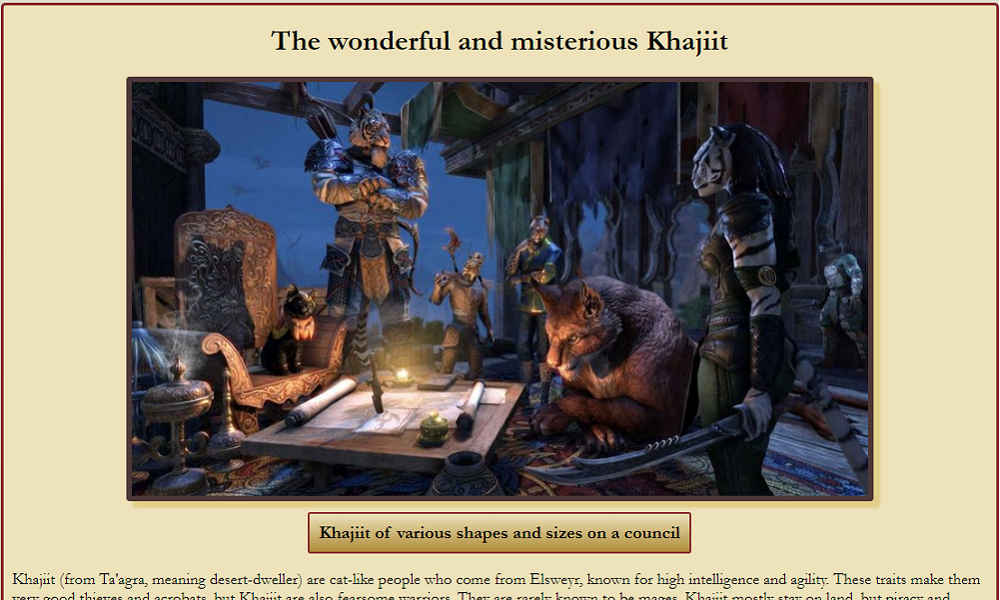 The wonderful and misterious Khajiit
Khajiit of various shapes and sizes on a council
Khajiit (from Ta'agra, meaning desert-dweller) are cat-like people who come from Elsweyr, known for high intelligence and agility. These traits make them
very good thieves and acrobats, but Khajiit are also fearsome warriors. They are rarely known to be mages. Khajiit mostly stay on land, but piracy and